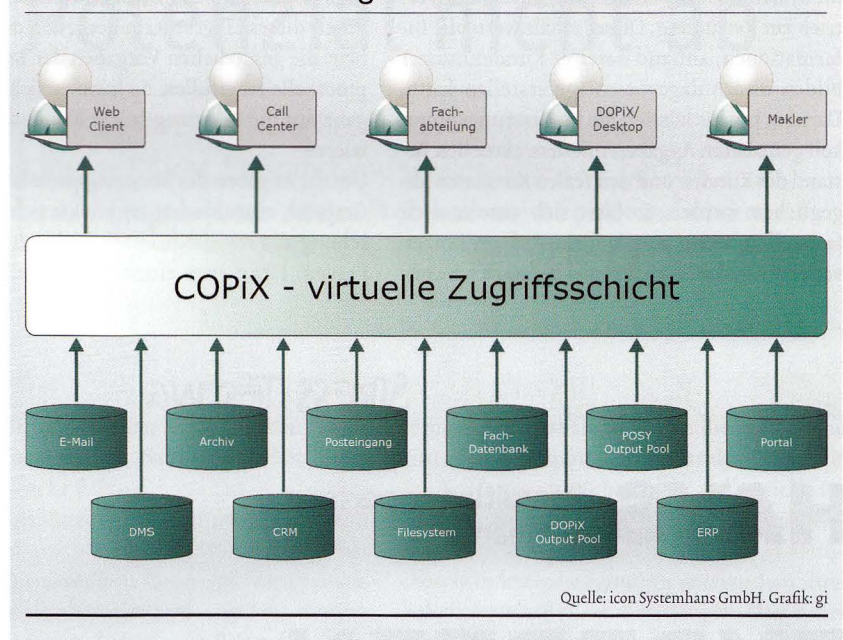 Web
Client
Call
Center
Fach-
abteilung
DOPiX/
Desktop
Makler
COPiX - virtuelle Zugriffsschicht
E-Mail
Archiv
Posteingang
Fach-
Datenbank
POSY
Output Pool
Portal
DMS
CRM
Filesystem
DOPiX
Output Pool
ERP
Quelle: icon Systemhans GmbH. Grafik: gi